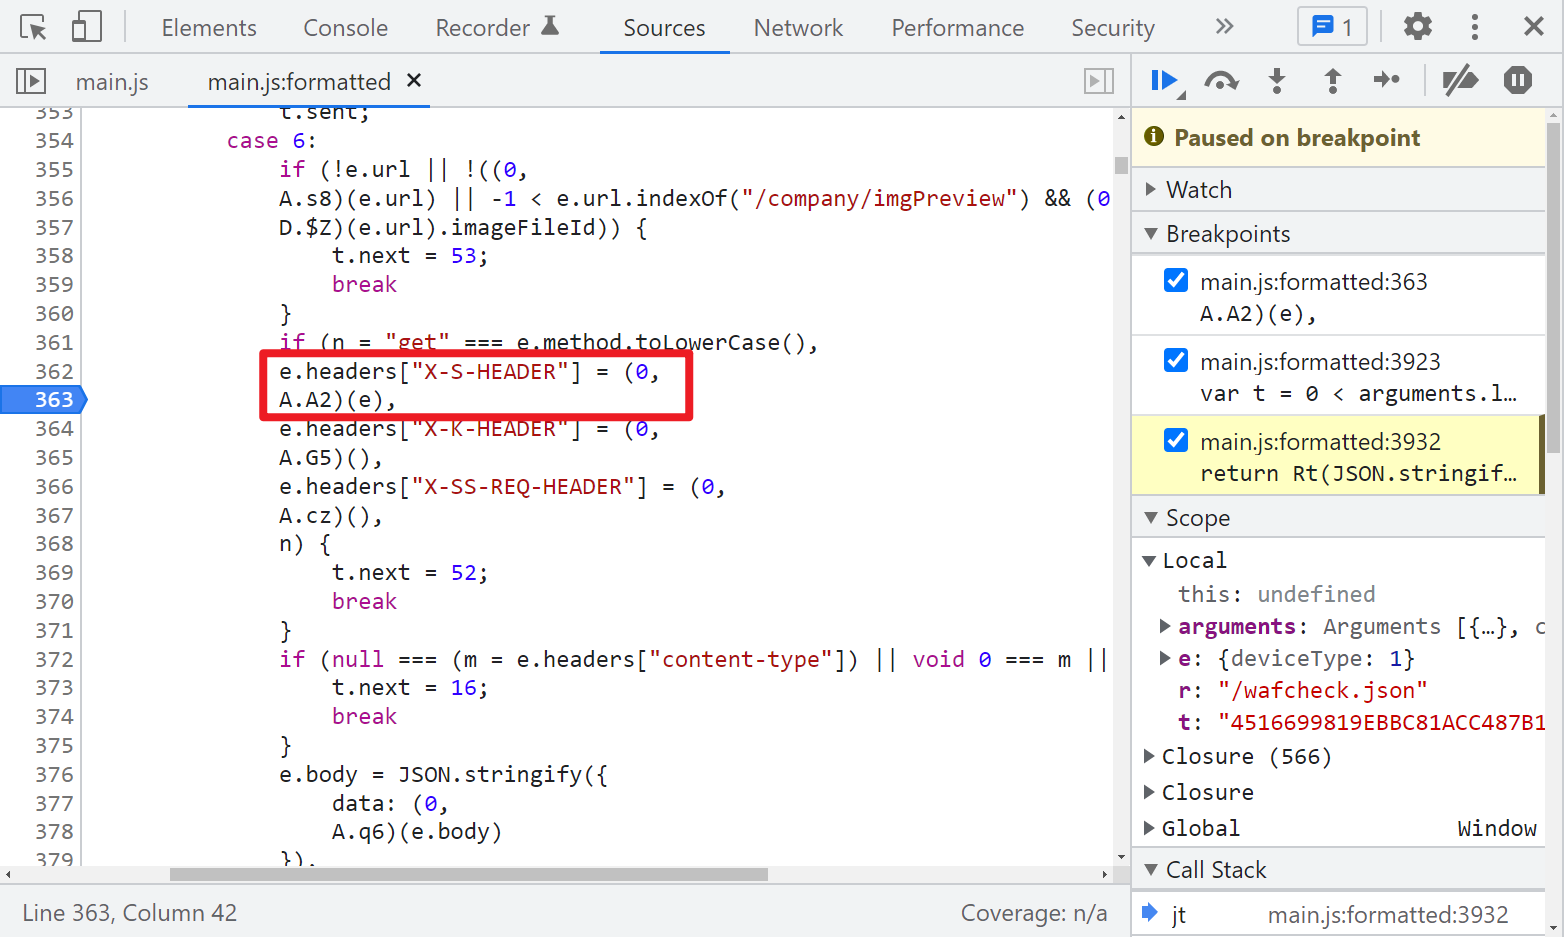 Elements Console Recorder Sources Network Performance Security 1
main.js main.js:formatted
353 t.sent;
354 case 6:
355 if (!e.url || !((0,
356 A.s8)(e.url) || -1 < e.url.indexOf("/company/imgPreview") && (0
357 D.$Z)(e.url).imageFileId)) {
358 t.next = 53;
359 break
360 }
361 if (n = "get" === e.method.toLowerCase(),
362 e.headers["X-S-HEADER"] = (0,
363 A.A2)(e),
364 e.headers["X-K-HEADER"] = (0,
365 A.G5)(),
366 e.headers["X-SS-REQ-HEADER"] = (0,
367 A.cz)(),
368 n) {
369 t.next = 52;
370 break
371 }
372 if (null === (m = e.headers["content-type"]) || void 0 === m ||
373 t.next = 16;
374 break
375 }
376 e.body = JSON.stringify({
377 data: (0,
378 A.q6)(e.body)
379 }),
Line 363, Column 42 Coverage: n/a
Paused on breakpoint
Watch
Breakpoints
main.js:formatted:363
A.A2)(e),
main.js:formatted:3923
var t = 0 < arguments.l…
main.js:formatted:3932
return Rt(JSON.stringif…
Scope
Local
this: undefined
arguments: Arguments [{…}, c
e: {deviceType: 1}
r: "/wafcheck.json"
t: "4516699819EBBC81ACC487B1
Closure (566)
Closure
Global Window
Call Stack
jt main.js:formatted:3932